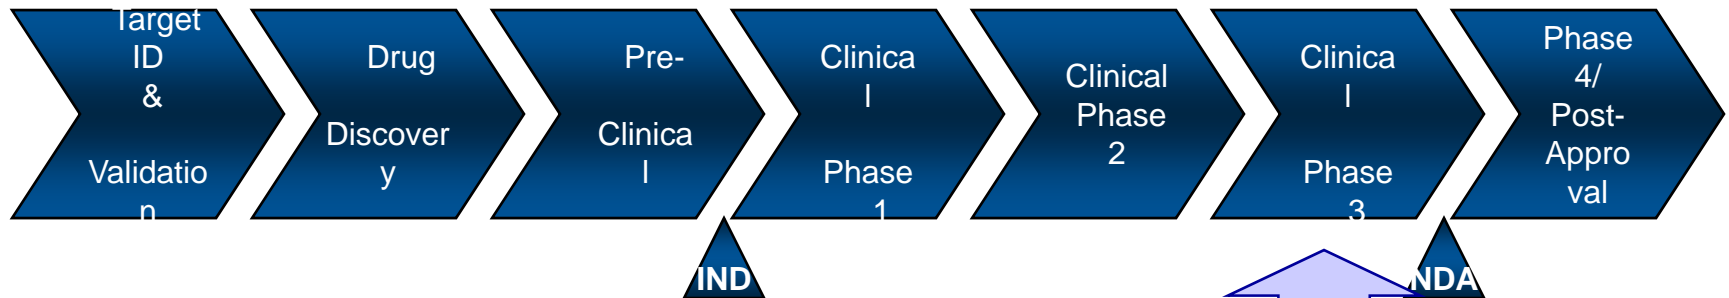 Target
ID
&
Validatio
n
Drug
Discover
y
Pre-
Clinica
l
Clinica
l
Phase
1
Clinical
Phase
2
Clinica
l
Phase
3
Phase
4/
Post-
Appro
val
IND
NDA